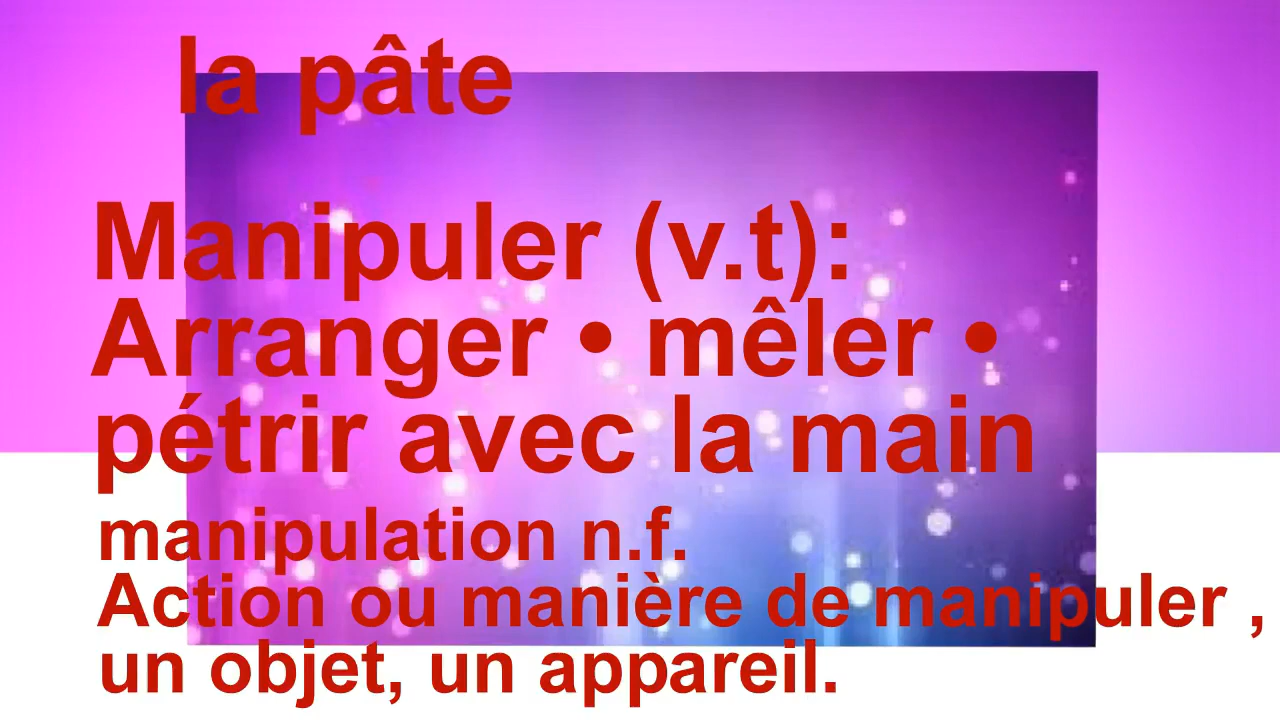 la pâte
Manipuler (v.t):
Arranger • mêler •
pétrir avec la main
manipulation n.f.
Action ou manière de manipuler ,
un objet, un appareil.